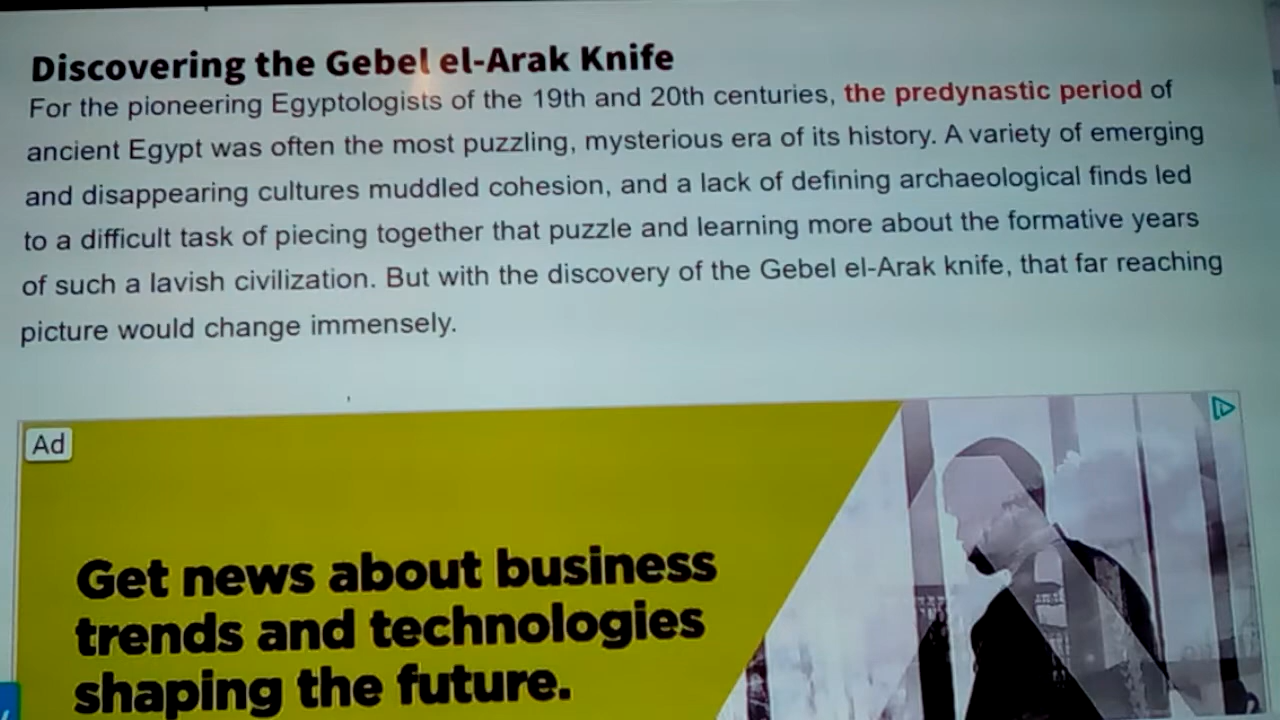 Discovering the Gebel el-Arak Knife
For the pioneering Egyptologists of the 19th and 20th centuries, the predynastic period of
ancient Egypt was often the most puzzling, mysterious era of its history. A variety of emerging
and disappearing cultures muddled cohesion, and a lack of defining archaeological finds led
to a difficult task of piecing together that puzzle and learning more about the formative years
of such a lavish civilization. But with the discovery of the Gebel el-Arak knife, that far reaching
picture would change immensely.
Ad
Get news about business
trends and technologies
shaping the future.